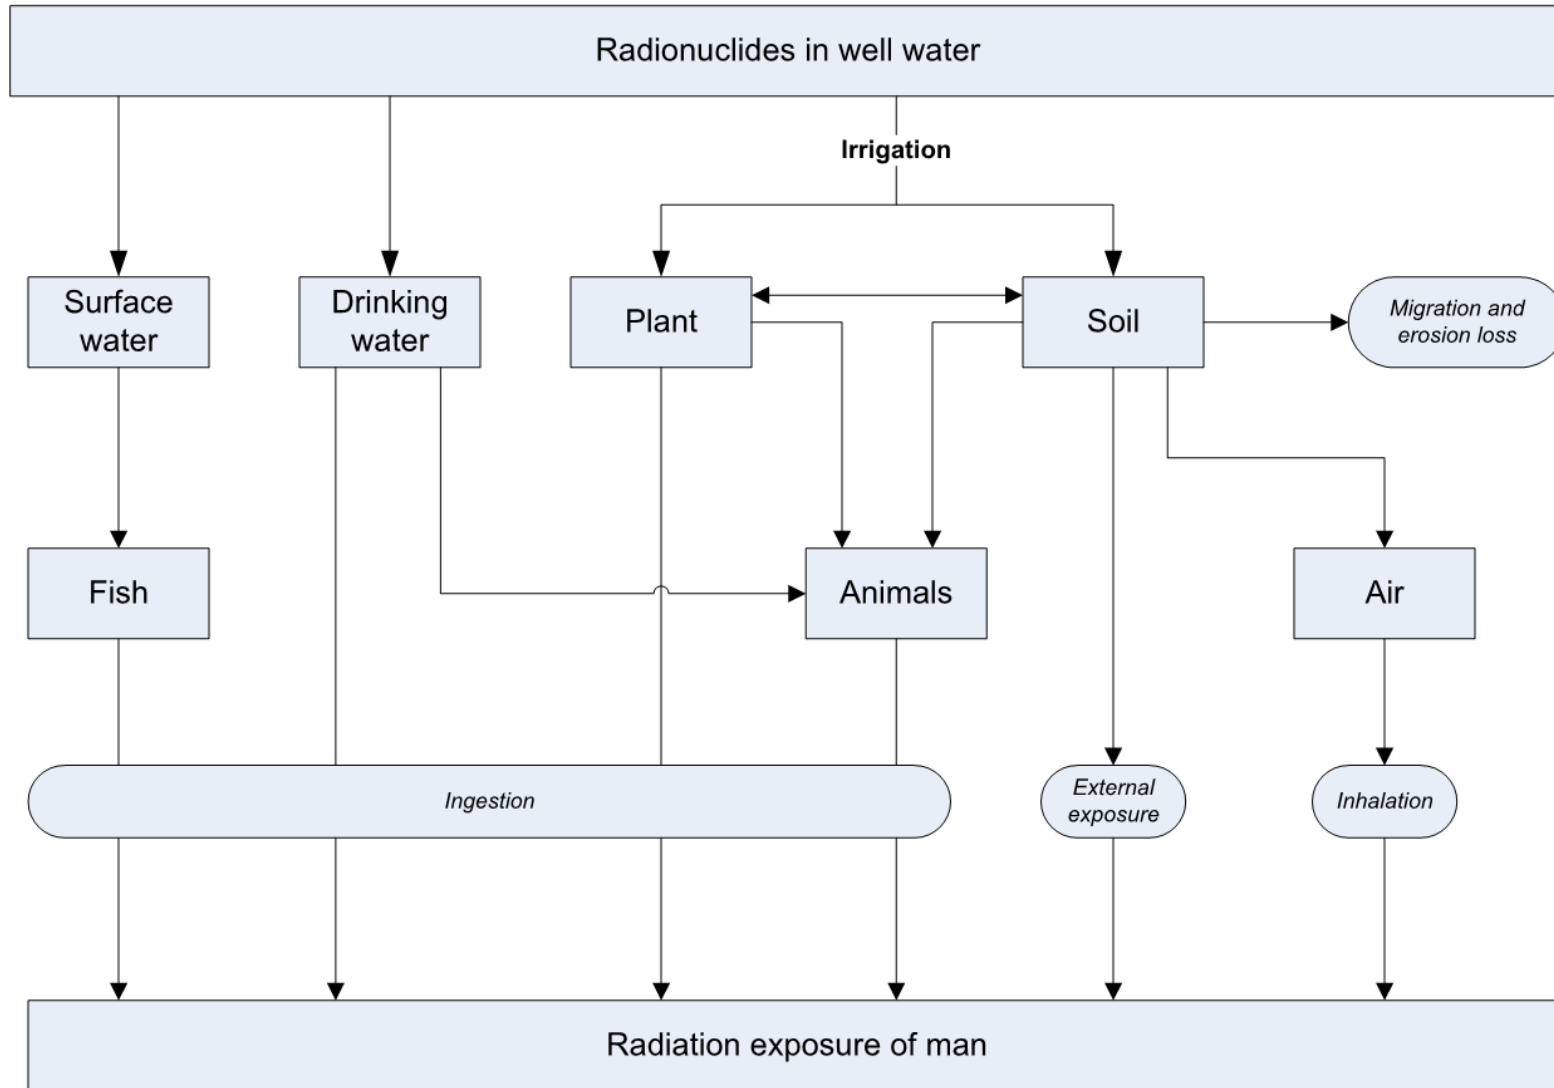 Radionuclides in well water
Irrigation
Surface
water
Drinking
water
Plant
Soil
Migration and
erosion loss
Fish
Animals
Air
Ingestion
External
exposure
Inhalation
Radiation exposure of man